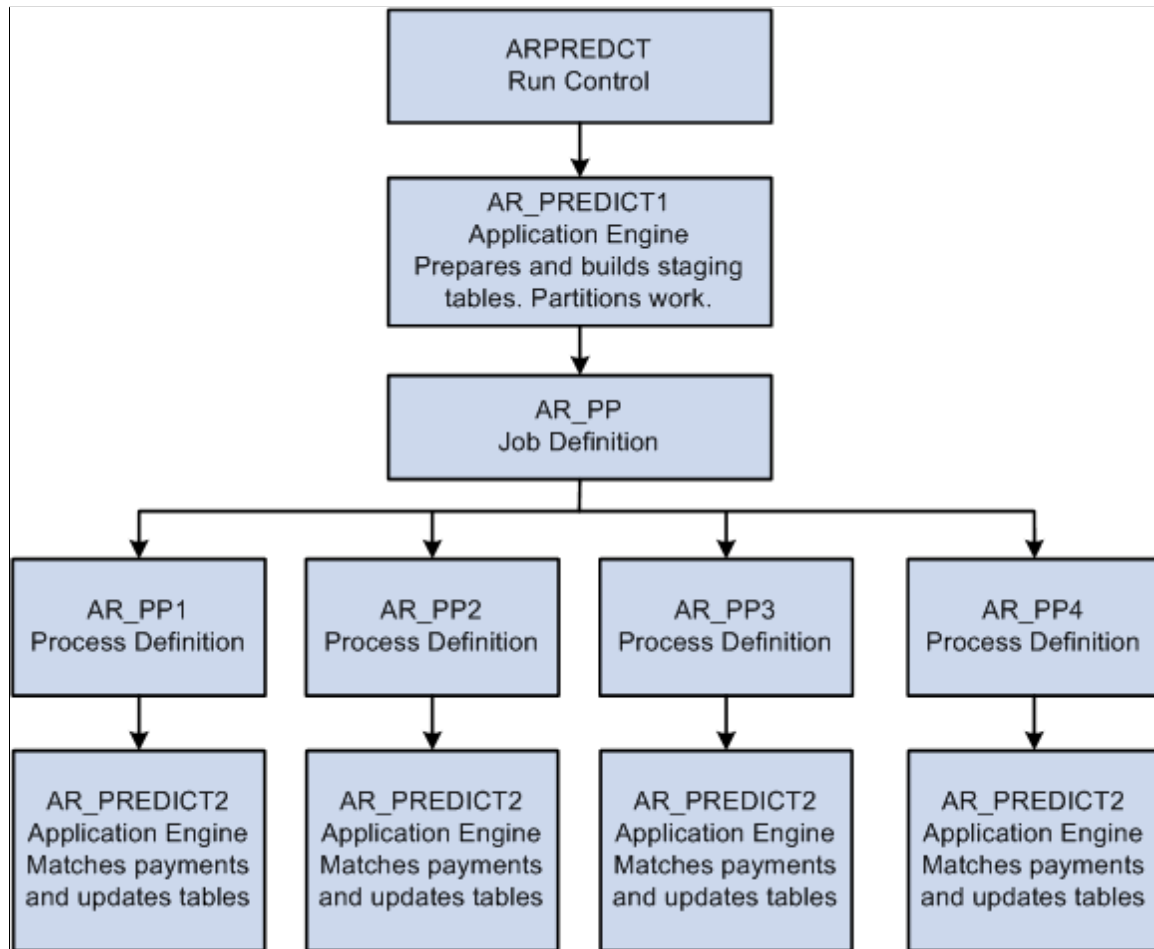 ARPREDCT
Run Control
AR_PREDICT1
Application Engine
Prepares and builds staging
tables. Partitions work.
AR_PP
Job Definition
AR_PP1
Process Definition
AR_PP2
Process Definition
AR_PP3
Process Definition
AR_PP4
Process Definition
AR_PREDICT2
Application Engine
Matches payments
and updates tables
AR_PREDICT2
Application Engine
Matches payments
and updates tables
AR_PREDICT2
Application Engine
Matches payments
and updates tables
AR_PREDICT2
Application Engine
Matches payments
and updates tables